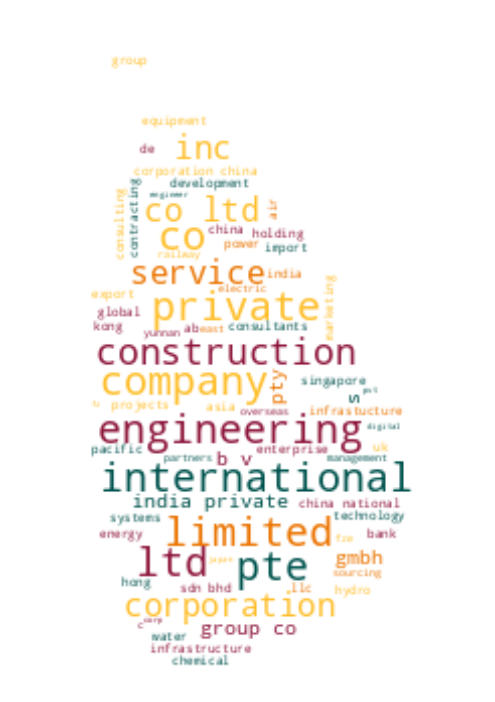 group
equipment
de inc
corporation china
development
engineer
consulting
contracting
co ltd
air
co
china holding
power import
railway
service india
electric
export
private
marketing
global
kong
yunnan
ab
east
consultants
construction
company
pty
singapore
s
pvt
projects asia
overseas
infrastucture
engineering
digital
pacific
partners
b v
enterprise
uk
management
international
india private
china national
systems
technology
energy
limited
fze
bank
ltd
japan
pte
gmbh
sourcing
hong
sdn bhd
llc
hydro
corporation
c
corp
group co
water
infrastructure
chemical